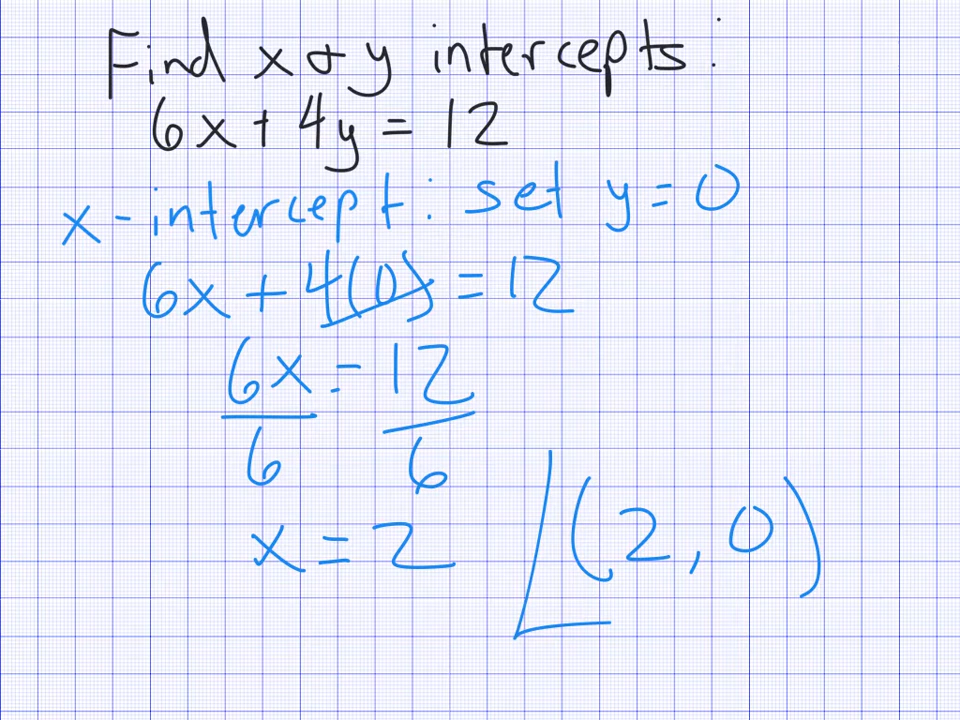 Find x & y intercepts:
6x + 4y = 12
x - intercept: set y = 0
6x + 4(0) = 12
6x = 12
6 6
x = 2
(2, 0)